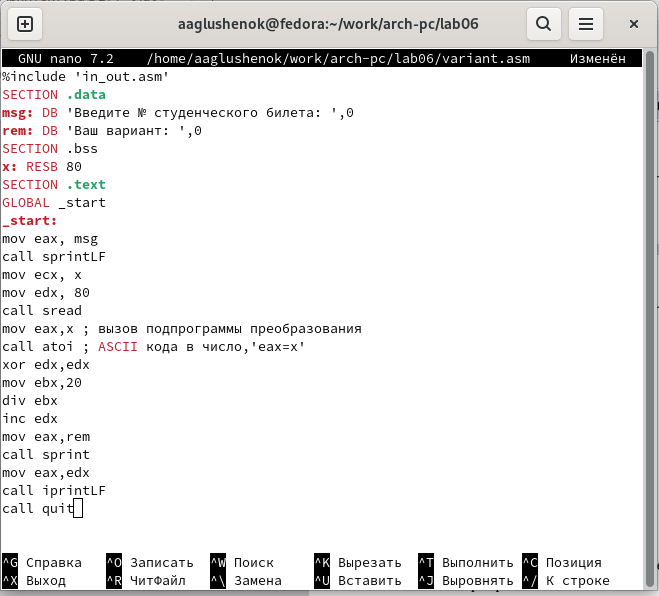 aaglushenok@fedora:~/work/arch-pc/lab06
GNU nano 7.2 /home/aaglushenok/work/arch-pc/lab06/variant.asm Изменён
%include 'in_out.asm'
SECTION .data
msg: DB 'Введите № студенческого билета: ',0
rem: DB 'Ваш вариант: ',0
SECTION .bss
x: RESB 80
SECTION .text
GLOBAL _start
_start:
mov eax, msg
call sprintLF
mov ecx, x
mov edx, 80
call sread
mov eax,x ; вызов подпрограммы преобразования
call atoi ; ASCII кода в число,'eax=x'
xor edx,edx
mov ebx,20
div ebx
inc edx
mov eax,rem
call sprint
mov eax,edx
call iprintLF
call quit
^G Справка ^O Записать ^W Поиск ^K Вырезать ^T Выполнить ^C Позиция
^X Выход ^R ЧитФайл ^\ Замена ^U Вставить ^J Выровнять ^/ К строке